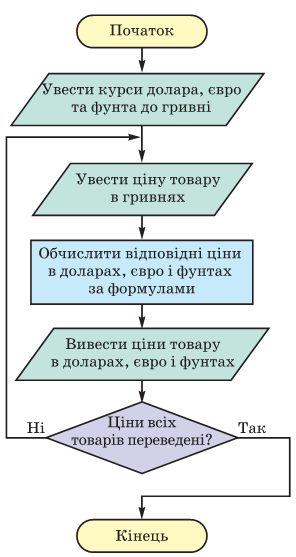 Початок
Увести курси долара, євро
та фунта до гривні
Увести ціну товару
в гривнях
Обчислити відповідні ціни
в доларах, євро і фунтах
за формулами
Вивести ціни товару
в доларах, євро і фунтах
Ціни всіх
товарів переведені?
Ні
Так
Кінець